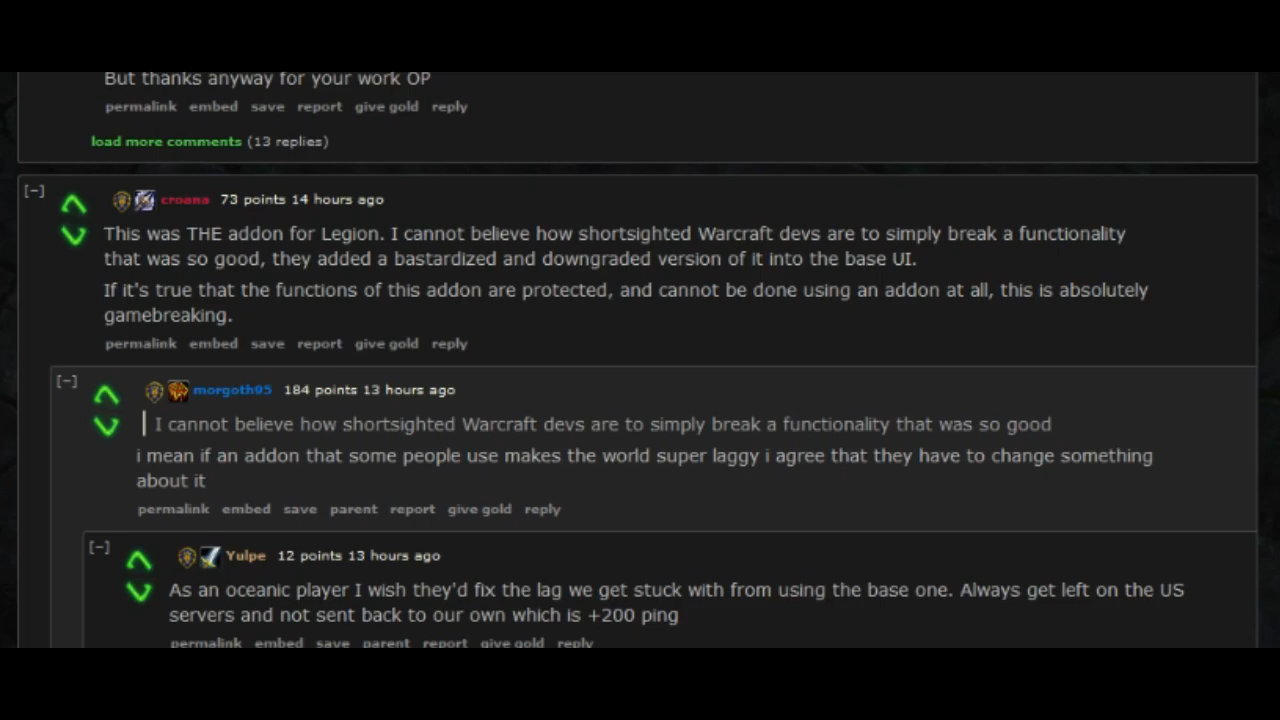 But thanks anyway for your work OP
permalink embed save report give gold reply
load more comments (13 replies)
[-] croana 73 points 14 hours ago
This was THE addon for Legion. I cannot believe how shortsighted Warcraft devs are to simply break a functionality
that was so good, they added a bastardized and downgraded version of it into the base UI.
If it's true that the functions of this addon are protected, and cannot be done using an addon at all, this is absolutely
gamebreaking.
permalink embed save report give gold reply
[-] morgoth95 184 points 13 hours ago
I cannot believe how shortsighted Warcraft devs are to simply break a functionality that was so good
i mean if an addon that some people use makes the world super laggy i agree that they have to change something
about it
permalink embed save parent report give gold reply
[-] Yulpe 12 points 13 hours ago
As an oceanic player I wish they'd fix the lag we get stuck with from using the base one. Always get left on the US
servers and not sent back to our own which is +200 ping
permalink embed save parent report give gold reply